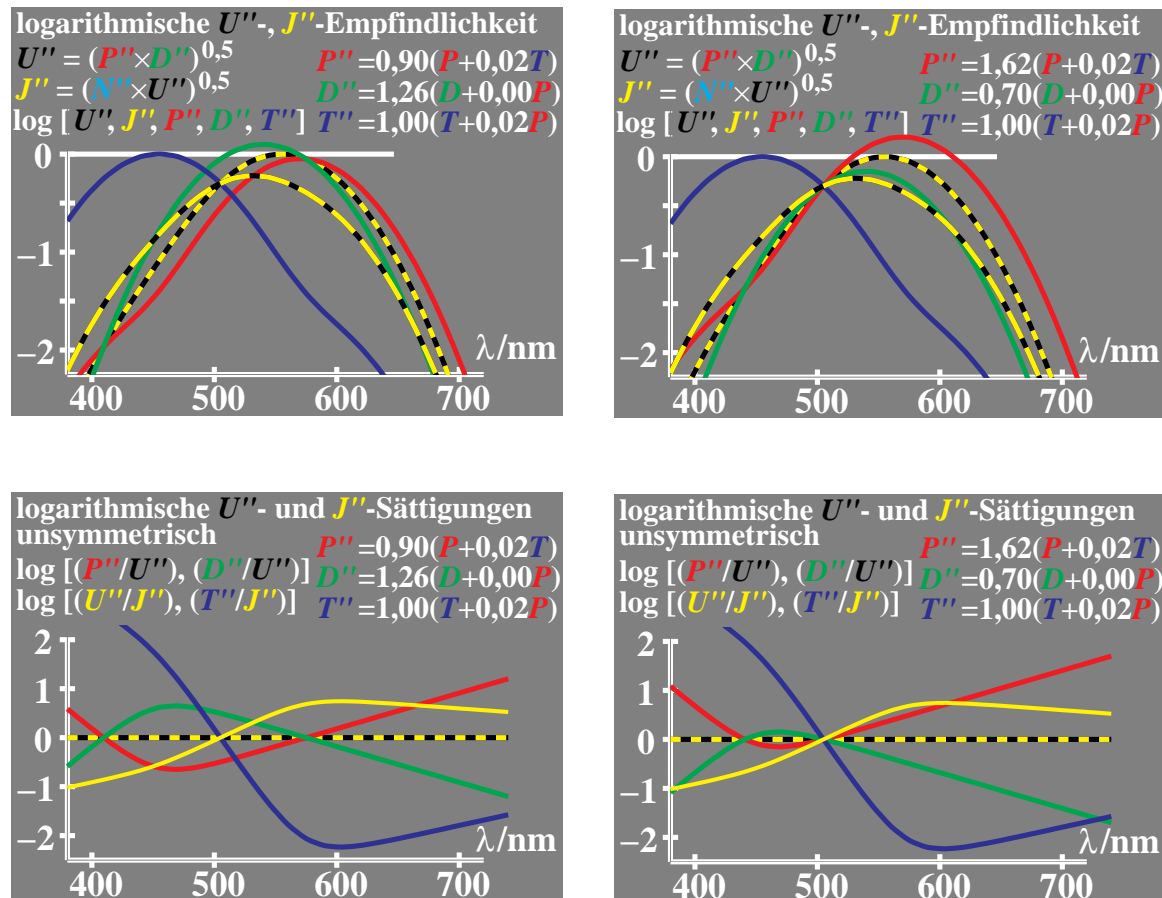 logarithmische U''-, J''-Empfindlichkeit
U'' = (P''×D'')0,5 P''=0,90(P+0,02T)
J'' = (N''×U'')0,5 D''=1,26(D+0,00P)
log [ U'', J'', P'', D'', T''] T''=1,00(T+0,02P)
0
−1
−2
λ/nm
400 500 600 700
logarithmische U''-, J''-Empfindlichkeit
U'' = (P''×D'')0,5 P''=1,62(P+0,02T)
J'' = (N''×U'')0,5 D''=0,70(D+0,00P)
log [ U'', J'', P'', D'', T''] T''=1,00(T+0,02P)
0
−1
−2
λ/nm
400 500 600 700
logarithmische U''- und J''-Sättigungen
unsymmetrisch
P''=0,90(P+0,02T)
log [(P''/U''), (D''/U'')] D''=1,26(D+0,00P)
log [(U''/J''), (T''/J'')] T''=1,00(T+0,02P)
2
1
0
−1
−2
λ/nm
400 500 600 700
logarithmische U''- und J''-Sättigungen
unsymmetrisch
P''=1,62(P+0,02T)
log [(P''/U''), (D''/U'')] D''=0,70(D+0,00P)
log [(U''/J''), (T''/J'')] T''=1,00(T+0,02P)
2
1
0
−1
−2
λ/nm
400 500 600 700